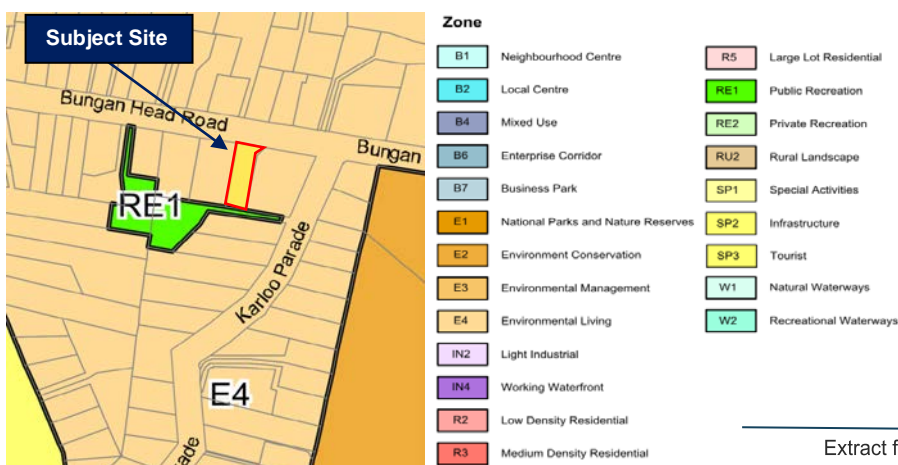 Subject Site
Bungan Head Road
Bungan
RE1
Karloo Parade
E4
ade
Zone
B1 Neighbourhood Centre
B2 Local Centre
B4 Mixed Use
B6 Enterprise Corridor
B7 Business Park
E1 National Parks and Nature Reserves
E2 Environment Conservation
E3 Environmental Management
E4 Environmental Living
IN2 Light Industrial
IN4 Working Waterfront
R2 Low Density Residential
R3 Medium Density Residential
R5 Large Lot Residential
RE1 Public Recreation
RE2 Private Recreation
RU2 Rural Landscape
SP1 Special Activities
SP2 Infrastructure
SP3 Tourist
W1 Natural Waterways
W2 Recreational Waterways
Extract f